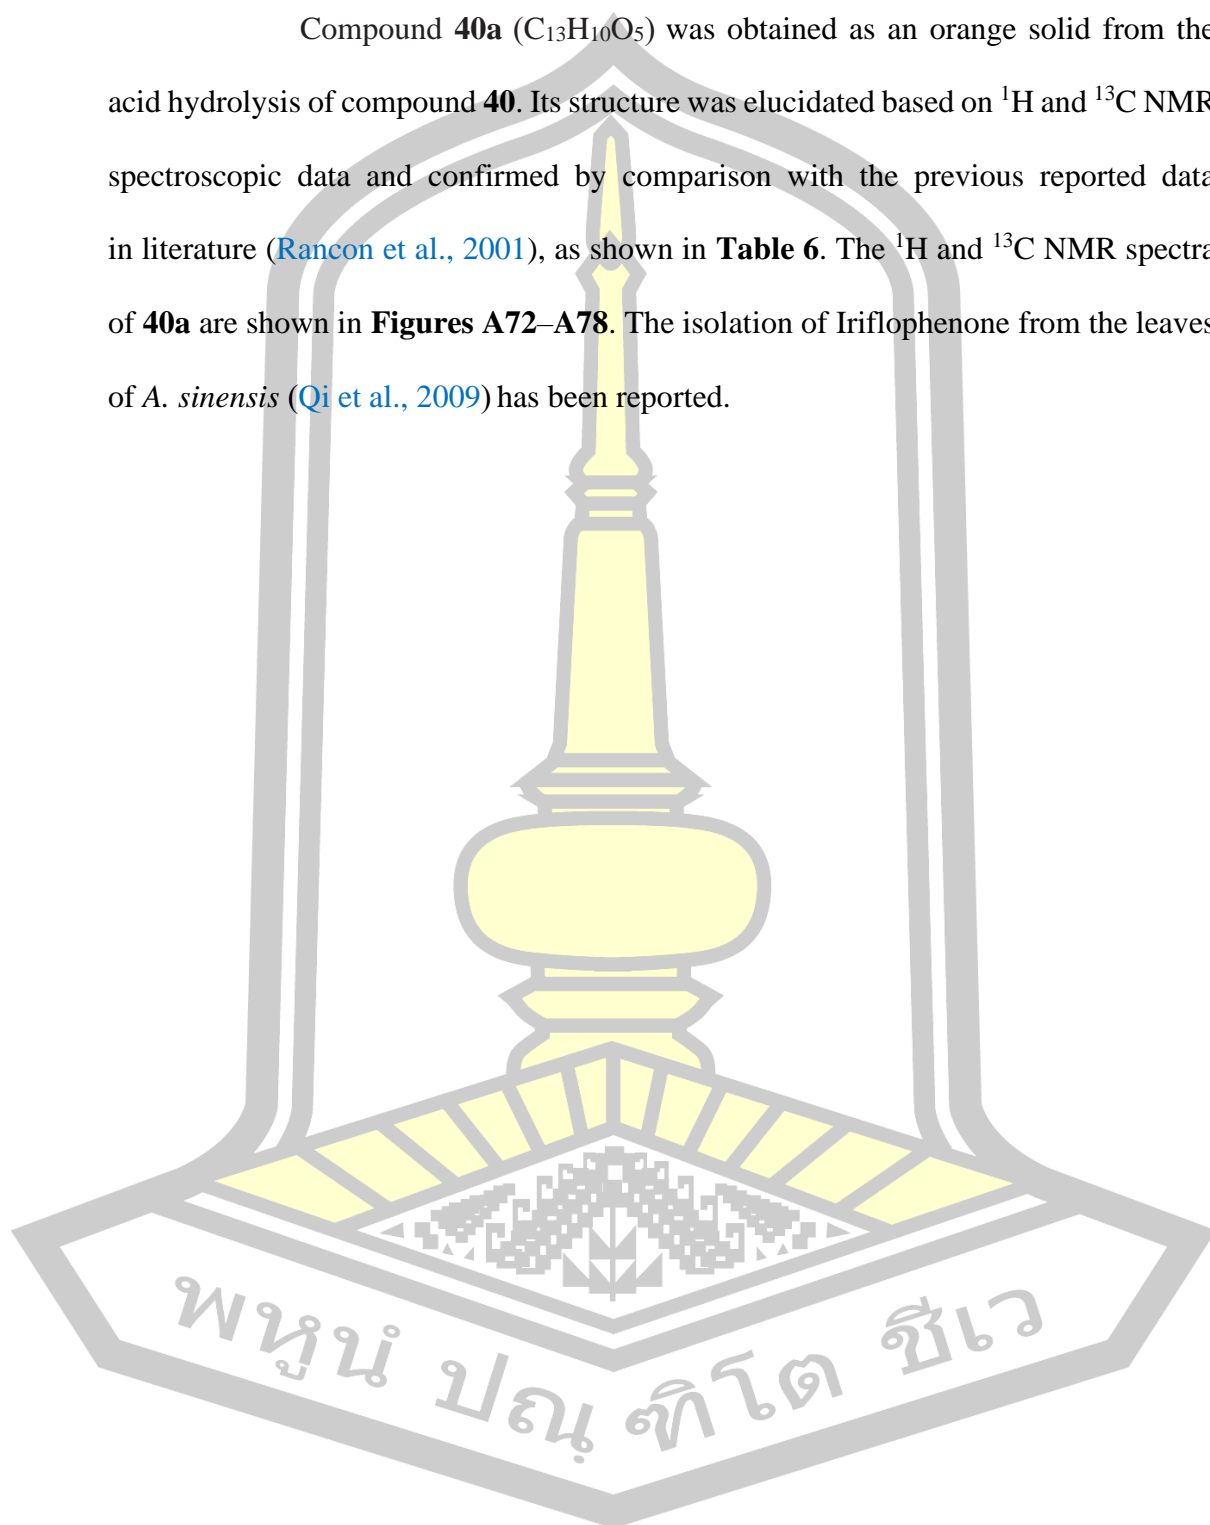 Compound 40a (C₁₃H₁₀O₅) was obtained as an orange solid from the
acid hydrolysis of compound 40. Its structure was elucidated based on ¹H and ¹³C NMR
spectroscopic data and confirmed by comparison with the previous reported data
in literature (Rancon et al., 2001), as shown in Table 6. The ¹H and ¹³C NMR spectra
of 40a are shown in Figures A72–A78. The isolation of Iriflophenone from the leaves
of A. sinensis (Qi et al., 2009) has been reported.
พหูนํ ปณฺฑิโต ชีเว